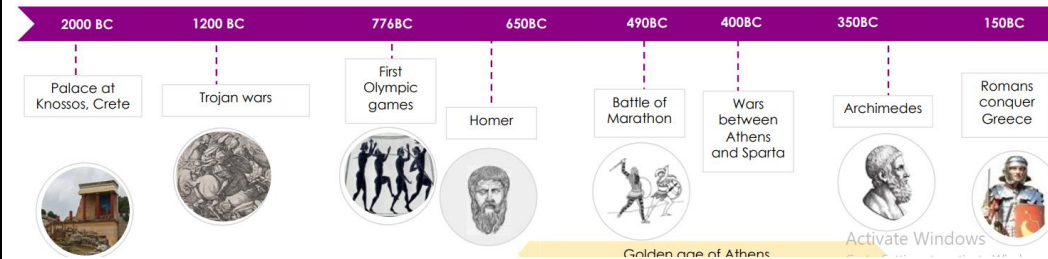 2000 BC
1200 BC
776BC
650BC
490BC
400BC
350BC
150BC
Palace at
Knossos, Crete
Trojan wars
First
Olympic
games
Homer
Battle of
Marathon
Wars
between
Athens
and Sparta
Archimedes
Romans
conquer
Greece
Golden age of Athens
Activate Windows